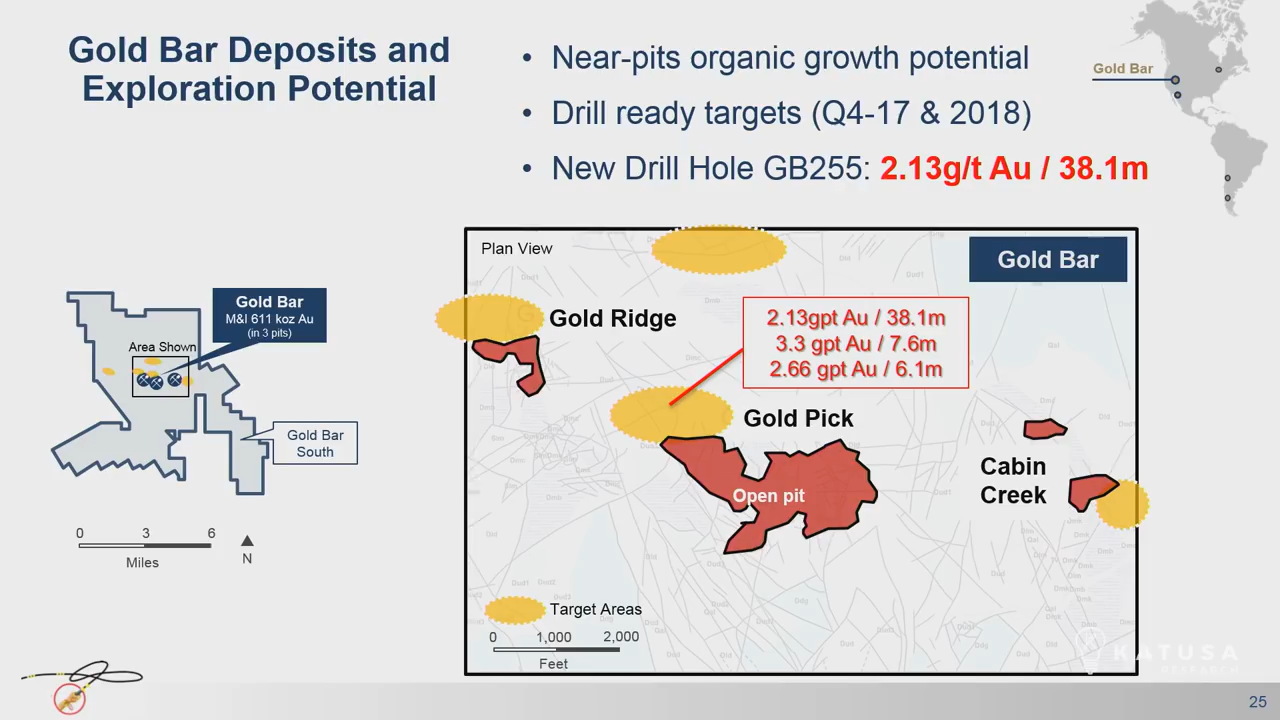 Gold Bar Deposits and
Exploration Potential
• Near-pits organic growth potential
• Drill ready targets (Q4-17 & 2018)
• New Drill Hole GB255: 2.13g/t Au / 38.1m
Gold Bar
Plan View
Gold Bar
Gold Ridge
2.13gpt Au / 38.1m
3.3 gpt Au / 7.6m
2.66 gpt Au / 6.1m
Gold Pick
Open pit
Cabin
Creek
Target Areas
0 1,000 2,000
Feet
Gold Bar
M&I 611 koz Au
(in 3 pits)
Area Shown
Gold Bar
South
0 3 6
Miles
N
KATUSA
RESEARCH
25